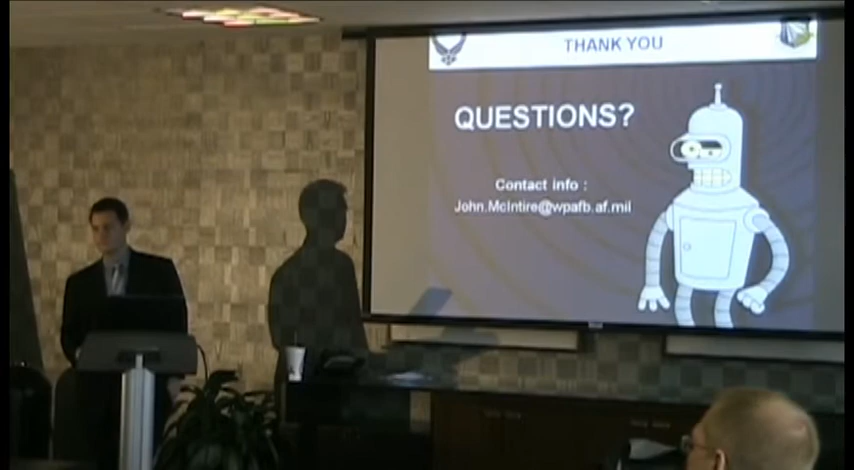 THANK YOU
QUESTIONS?
Contact info :
John.McIntire@wpafb.af.mil